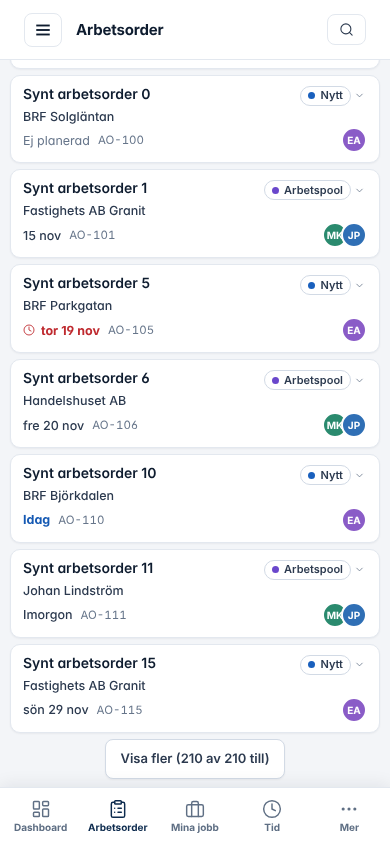 Arbetsorder
Synt arbetsorder 0
Nytt
BRF Solgläntan
Ej planerad AO-100
EA
Synt arbetsorder 1
Arbetspool
Fastighets AB Granit
15 nov AO-101
MK JP
Synt arbetsorder 5
Nytt
BRF Parkgatan
tor 19 nov AO-105
EA
Synt arbetsorder 6
Arbetspool
Handelshuset AB
fre 20 nov AO-106
MK JP
Synt arbetsorder 10
Nytt
BRF Björkdalen
Idag AO-110
EA
Synt arbetsorder 11
Arbetspool
Johan Lindström
Imorgon AO-111
MK JP
Synt arbetsorder 15
Nytt
Fastighets AB Granit
sön 29 nov AO-115
EA
Visa fler (210 av 210 till)
Dashboard Arbetsorder Mina jobb Tid Mer